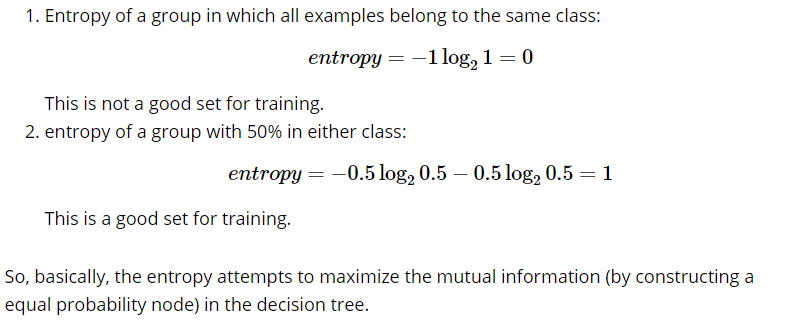 1. Entropy of a group in which all examples belong to the same class:
entropy = −1 log₂ 1 = 0
This is not a good set for training.
2. entropy of a group with 50% in either class:
entropy = −0.5 log₂ 0.5 − 0.5 log₂ 0.5 = 1
This is a good set for training.
So, basically, the entropy attempts to maximize the mutual information (by constructing a
equal probability node) in the decision tree.